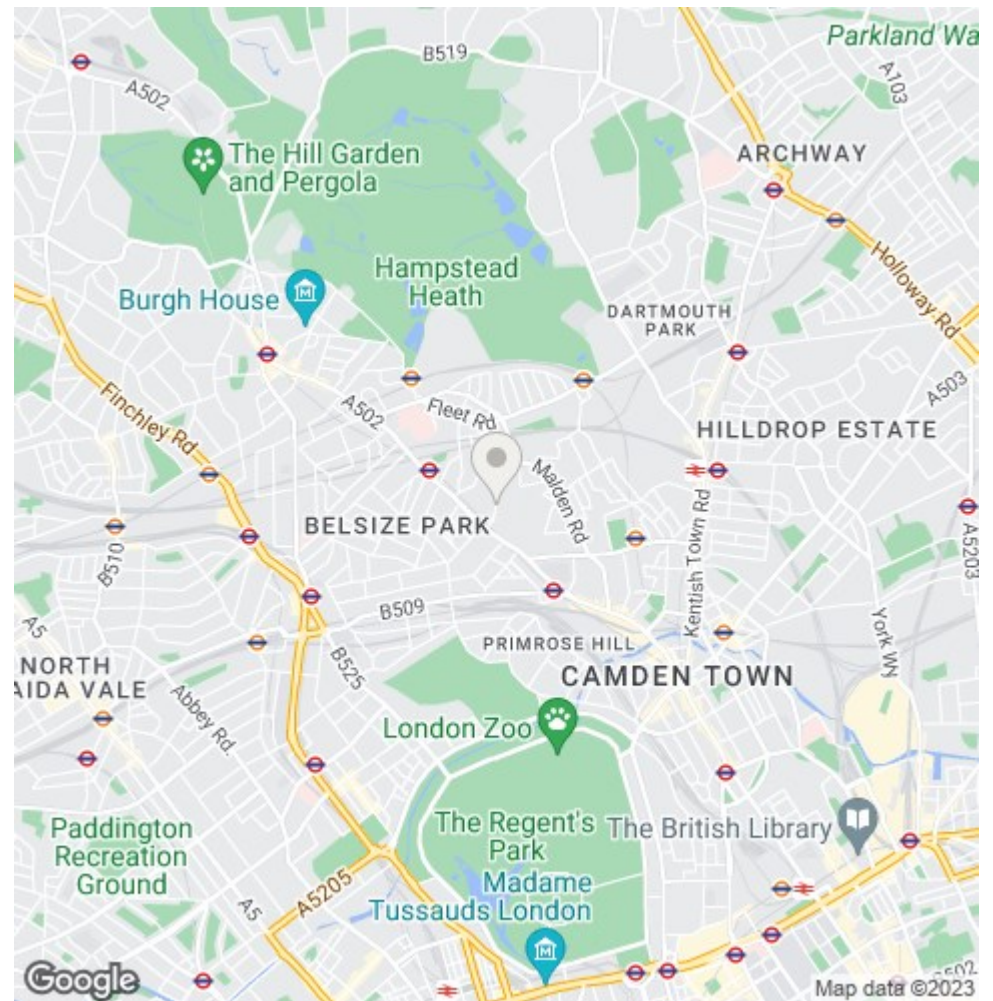 Parkland Wa
B519
A103
A502
The Hill Garden
and Pergola
ARCHWAY
Hampstead
Heath
Holloway Rd
Burgh House
DARTMOUTH
PARK
A502
Fleet Rd
A503
Finchley Rd
HILLDROP ESTATE
Malden Rd
BELSIZE PARK
Kentish Town Rd
A5203
B510
B509
A5
PRIMROSE HILL
York Wy
NORTH
AIDA VALE
B525
CAMDEN TOWN
Abbey Rd.
London Zoo
Paddington
Recreation
Ground
The Regent's
Park
The British Library
Madame
Tussauds London
A5205
A5
A502
Google
Map data ©2023